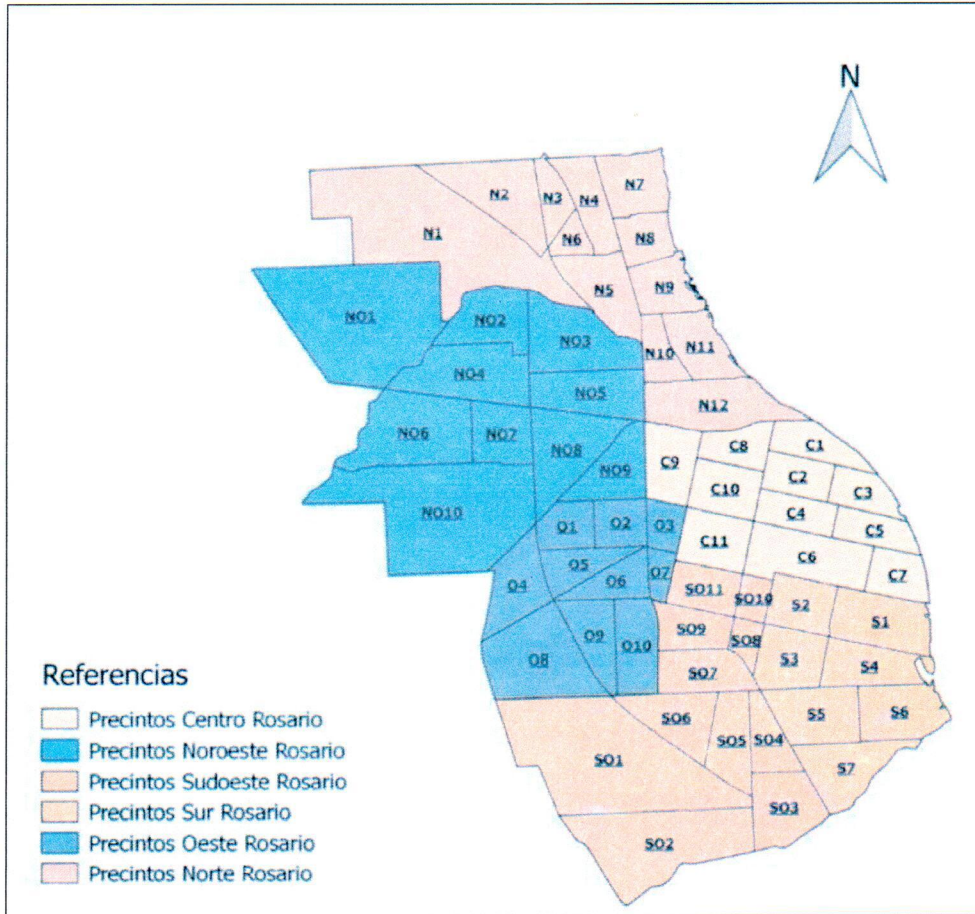 N
N7
N2
N3
N4
N1
N6
N8
N5
N9
NO1
NO2
NO3
N10
N11
NO4
NO5
N12
NO6
NO7
NO8
C8
C1
NO9
C9
C2
C10
C3
NO10
O1
O2
O3
C4
C5
C11
O5
C6
O4
O6
O7
C7
SO11
SO10
S2
S1
O9
O10
SO9
SO8
O8
SO7
S3
S4
SO6
S5
S6
SO5
SO4
SO1
S7
SO3
SO2
Referencias
Precintos Centro Rosario
Precintos Noroeste Rosario
Precintos Sudoeste Rosario
Precintos Sur Rosario
Precintos Oeste Rosario
Precintos Norte Rosario